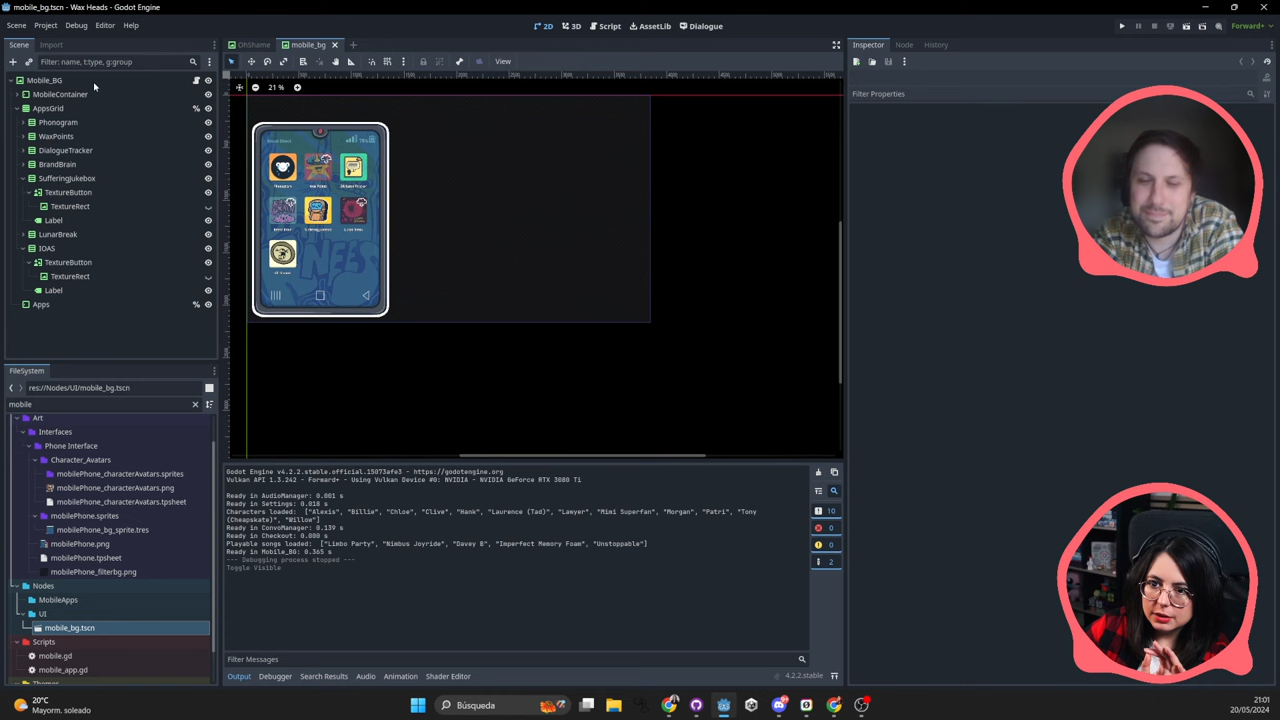 mobile_bg.tscn - Wax Heads - Godot Engine
Scene Project Debug Editor Help
2D 3D Script AssetLib Dialogue
Forward+
Scene Import
OhShame mobile_bg
Inspector Node History
Filter: name, t:type, g:group
View
Filter Properties
21 %
Mobile_BG
MobileContainer
AppsGrid
Phonogram
WaxPoints
DialogueTracker
BrandBrain
SufferingJukebox
TextureButton
TextureRect
Label
LunarBreak
IOAS
TextureButton
TextureRect
Label
Apps
FileSystem
res://Nodes/UI/mobile_bg.tscn
mobile
Art
Interfaces
Phone Interface
Character_Avatars
mobilePhone_characterAvatars.sprites
mobilePhone_characterAvatars.png
mobilePhone_characterAvatars.tpsheet
mobilePhone.sprites
mobilePhone_bg_sprite.tres
mobilePhone.png
mobilePhone.tpsheet
mobilePhone_filterbg.png
Nodes
MobileApps
UI
mobile_bg.tscn
Scripts
mobile.gd
mobile_app.gd
Godot Engine v4.2.2.stable.official.15073afe3 - https://godotengine.org
Vulkan API 1.3.242 - Forward+ - Using Vulkan Device #0: NVIDIA - NVIDIA GeForce RTX 3080 Ti
Ready in AudioManager: 0.001 s
Ready in Settings: 0.018 s
Characters loaded: ["Alexis", "Billie", "Chloe", "Clive", "Hank", "Laurence (Tad)", "Lawyer", "Mimi Superfan", "Morgan", "Patri", "Tony
(Cheapskate)", "Willow"]
Ready in ConvoManager: 0.139 s
Ready in Checkout: 0.000 s
Playable songs loaded: ["Limbo Party", "Nimbus Joyride", "Davey B", "Imperfect Memory Foam", "Unstoppable"]
Ready in Mobile_BG: 0.365 s
--- Debugging process stopped ---
Toggle Visible
10
0
0
2
Filter Messages
Output Debugger Search Results Audio Animation Shader Editor
4.2.2.stable
20°C
Mayorm. soleado
Búsqueda
21:01
20/05/2024